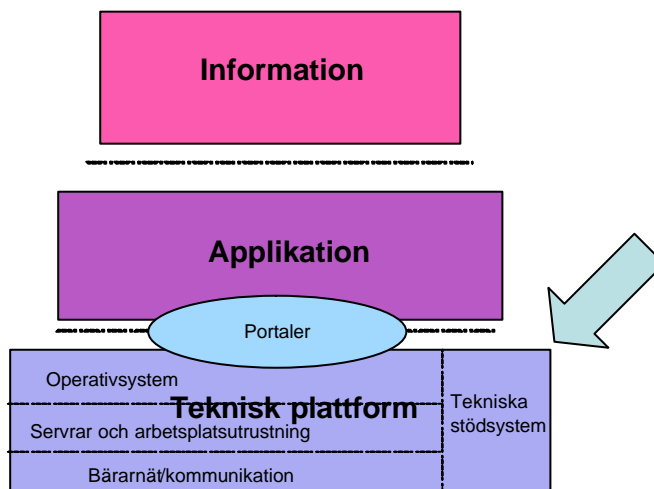 Information
Applikation
Portaler
Operativsystem
Teknisk plattform
Tekniska
stödsystem
Servrar och arbetsplatsutrustning
Bärarnät/kommunikation